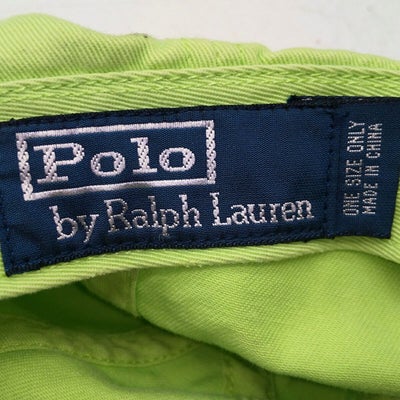 Polo
by Ralph Lauren
ONE SIZE ONLY
MADE IN CHINA